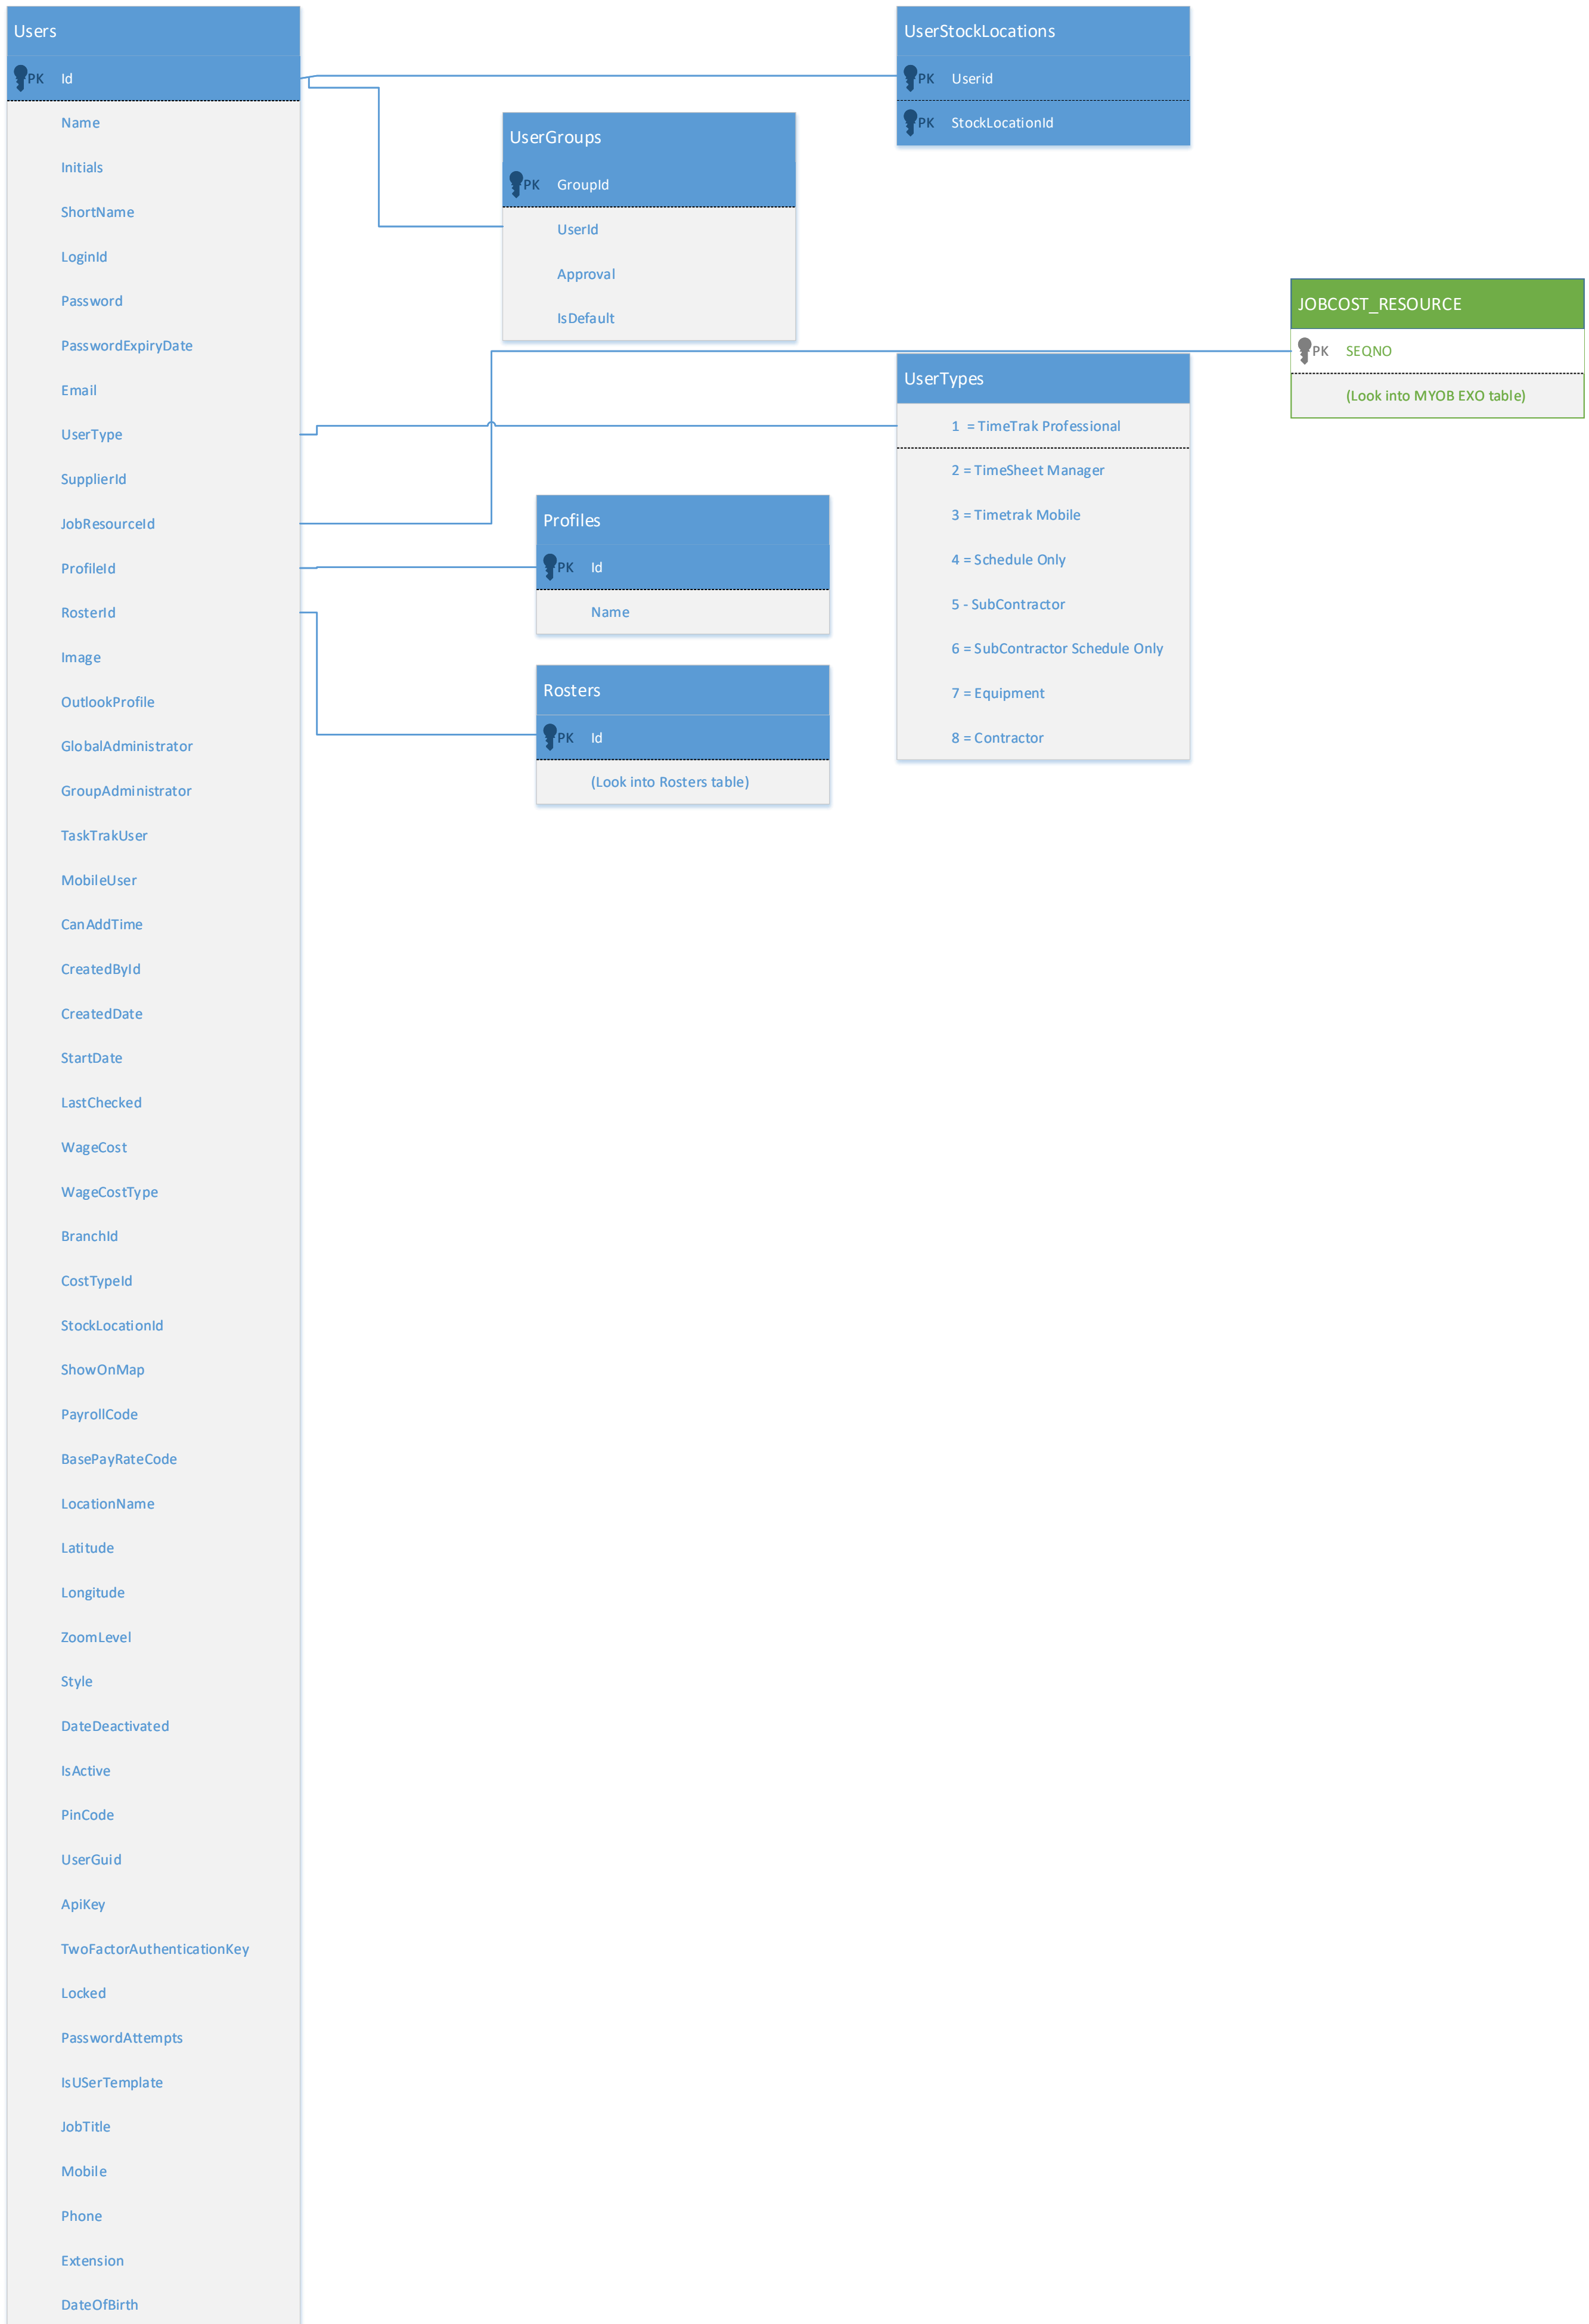 Users
PK Id
Name
Initials
ShortName
LoginId
Password
PasswordExpiryDate
Email
UserType
SupplierId
JobResourceId
ProfileId
RosterId
Image
OutlookProfile
GlobalAdministrator
GroupAdministrator
TaskTrakUser
MobileUser
CanAddTime
CreatedById
CreatedDate
StartDate
LastChecked
WageCost
WageCostType
BranchId
CostTypeId
StockLocationId
ShowOnMap
PayrollCode
BasePayRateCode
LocationName
Latitude
Longitude
ZoomLevel
Style
DateDeactivated
IsActive
PinCode
UserGuid
ApiKey
TwoFactorAuthenticationKey
Locked
PasswordAttempts
IsUSerTemplate
JobTitle
Mobile
Phone
Extension
DateOfBirth
UserGroups
PK GroupId
UserId
Approval
IsDefault
Profiles
PK Id
Name
Rosters
PK Id
(Look into Rosters table)
UserStockLocations
PK Userid
PK StockLocationId
UserTypes
1 = TimeTrak Professional
2 = TimeSheet Manager
3 = Timetrak Mobile
4 = Schedule Only
5 - SubContractor
6 = SubContractor Schedule Only
7 = Equipment
8 = Contractor
JOBCOST_RESOURCE
PK SEQNO
(Look into MYOB EXO table)